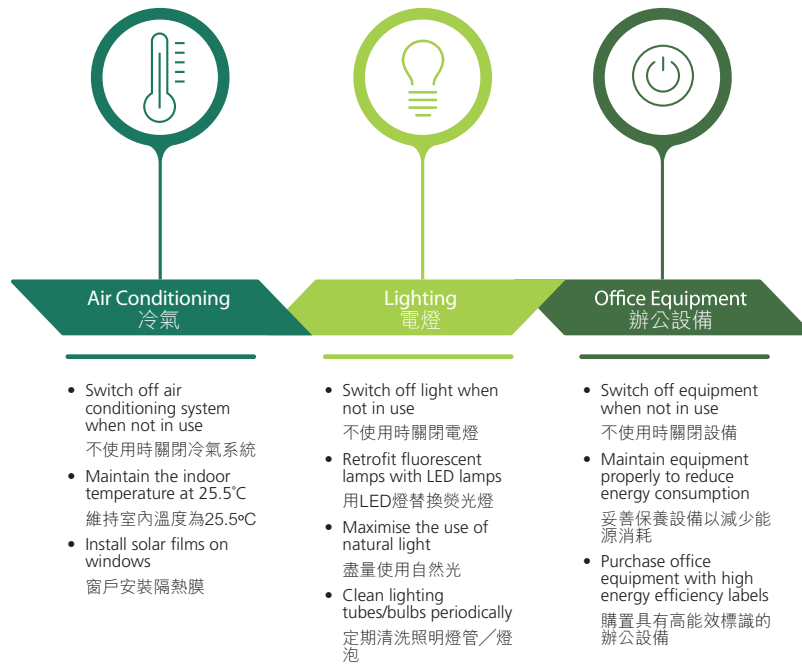 Air Conditioning
冷氣
• Switch off air
conditioning system
when not in use
不使用時關閉冷氣系統
• Maintain the indoor
temperature at 25.5˚C
維持室內溫度為25.5ºC
• Install solar films on
windows
窗戶安裝隔熱膜
Lighting
電燈
• Switch off light when
not in use
不使用時關閉電燈
• Retrofit fluorescent
lamps with LED lamps
用LED燈替換熒光燈
• Maximise the use of
natural light
盡量使用自然光
• Clean lighting
tubes/bulbs periodically
定期清洗照明燈管／燈
泡
Office Equipment
辦公設備
• Switch off equipment
when not in use
不使用時關閉設備
• Maintain equipment
properly to reduce
energy consumption
妥善保養設備以減少能
源消耗
• Purchase office
equipment with high
energy efficiency labels
購置具有高能效標識的
辦公設備